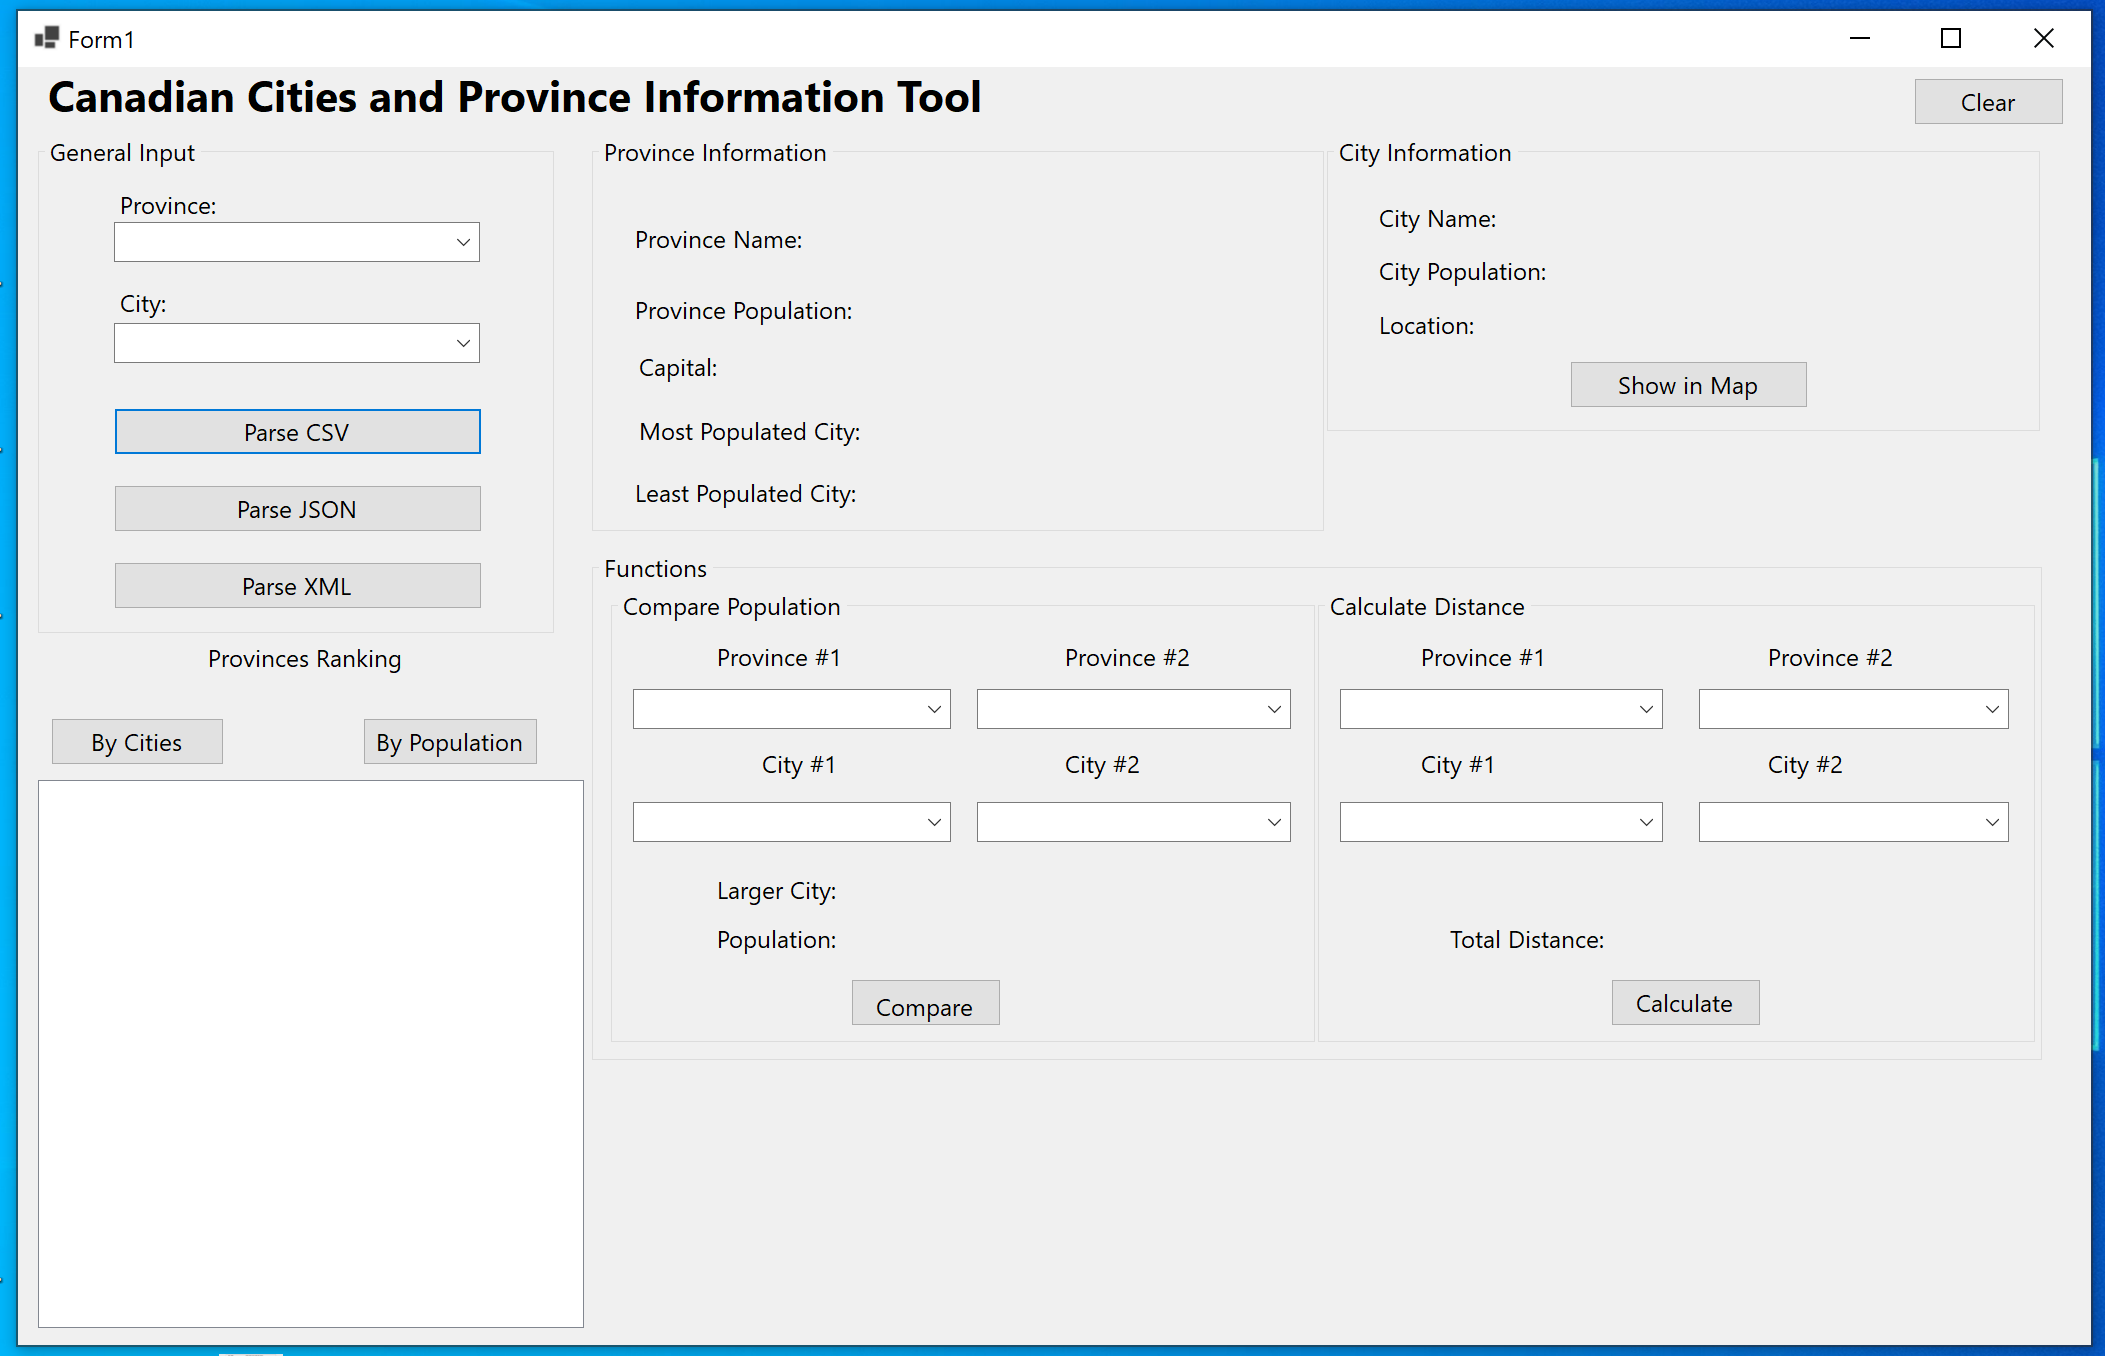 Form1
Canadian Cities and Province Information Tool
Clear
General Input
Province:
City:
Parse CSV
Parse JSON
Parse XML
Provinces Ranking
By Cities
By Population
Province Information
Province Name:
Province Population:
Capital:
Most Populated City:
Least Populated City:
City Information
City Name:
City Population:
Location:
Show in Map
Functions
Compare Population
Province #1
Province #2
City #1
City #2
Larger City:
Population:
Compare
Calculate Distance
Province #1
Province #2
City #1
City #2
Total Distance:
Calculate